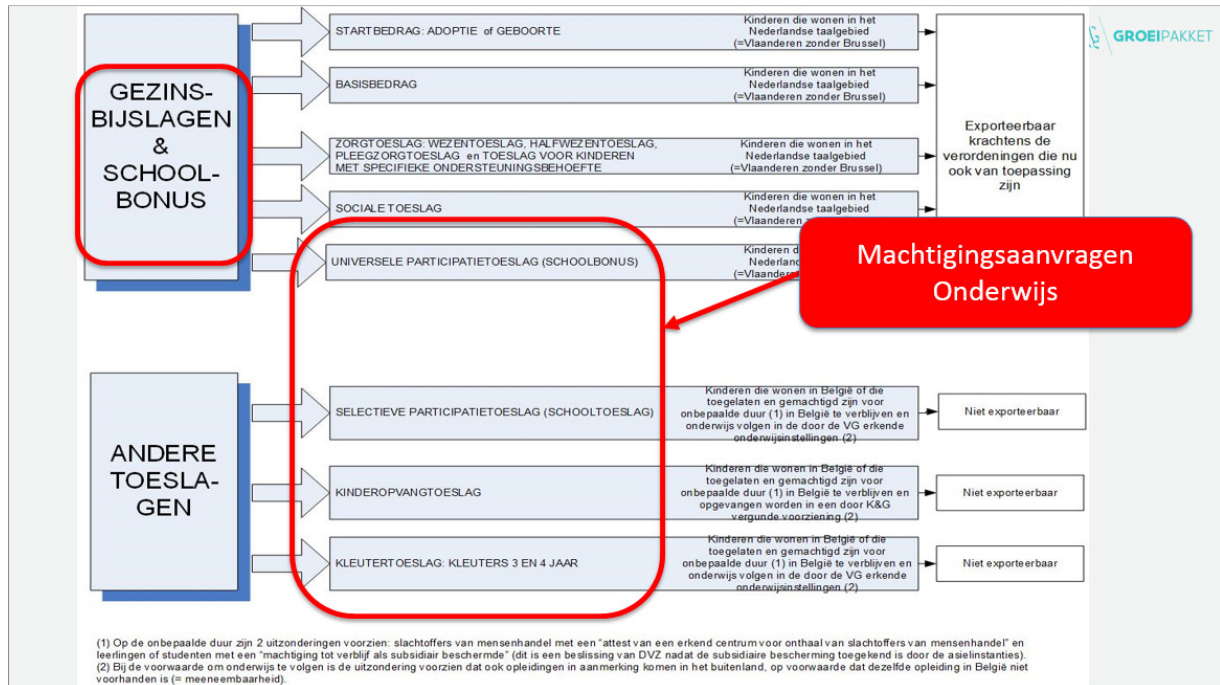 GROEIPAKKET
GEZINS-
BIJSLAGEN
&
SCHOOL-
BONUS
STARTBEDRAG: ADOPTIE of GEBOORTE
Kinderen die wonen in het
Nederlandse taalgebied
(=Vlaanderen zonder Brussel)
BASISBEDRAG
Kinderen die wonen in het
Nederlandse taalgebied
(=Vlaanderen zonder Brussel)
ZORGTOESLAG: WEZENTOESLAG, HALFWEZENTOESLAG,
PLEEGZORGTOESLAG en TOESLAG VOOR KINDEREN
MET SPECIFIEKE ONDERSTEUNINGSBEHOEFTE
Kinderen die wonen in het
Nederlandse taalgebied
(=Vlaanderen zonder Brussel)
SOCIALE TOESLAG
Kinderen die wonen in het
Nederlandse taalgebied
(=Vlaanderen
UNIVERSELE PARTICIPATIETOESLAG (SCHOOLBONUS)
Kinderen
(=Vlaanderen
Exporteerbaar
krachtens de
verordeningen die nu
ook van toepassing
zijn
Machtigingsaanvragen
Onderwijs
ANDERE
TOESLA-
GEN
SELECTIEVE PARTICIPATIETOESLAG (SCHOOLTOESLAG)
Kinderen die wonen in België of die
toegelaten en gemachtigd zijn voor
onbepaalde duur (1) in België te verblijven en
onderwijs volgen in de door de VG erkende
onderwijsinstellingen (2)
Niet exporteerbaar
KINDEROPVANGTOESLAG
Kinderen die wonen in België of die
toegelaten en gemachtigd zijn voor
onbepaalde duur (1) in België te verblijven en
opgevangen worden in een door K&G
vergunde voorziening (2)
Niet exporteerbaar
KLEUTERTOESLAG: KLEUTERS 3 EN 4 JAAR
Kinderen die wonen in België of die
toegelaten en gemachtigd zijn voor
onbepaalde duur (1) in België te verblijven en
onderwijs volgen in de door de VG erkende
onderwijsinstellingen (2)
Niet exporteerbaar
(1) Op de onbepaalde duur zijn 2 uitzonderingen voorzien: slachtoffers van mensenhandel met een "attest van een erkend centrum voor onthaal van slachtoffers van mensenhandel" en
leerlingen of studenten met een "machtiging tot verblijf als subsidiair beschermde" (dit is een beslissing van DVZ nadat de subsidiaire bescherming toegekend is door de asielinstanties).
(2) Bij de voorwaarde om onderwijs te volgen is de uitzondering voorzien dat ook opleidingen in aanmerking komen in het buitenland, op voorwaarde dat dezelfde opleiding in België niet
voorhanden is (= meeneembaarheid).